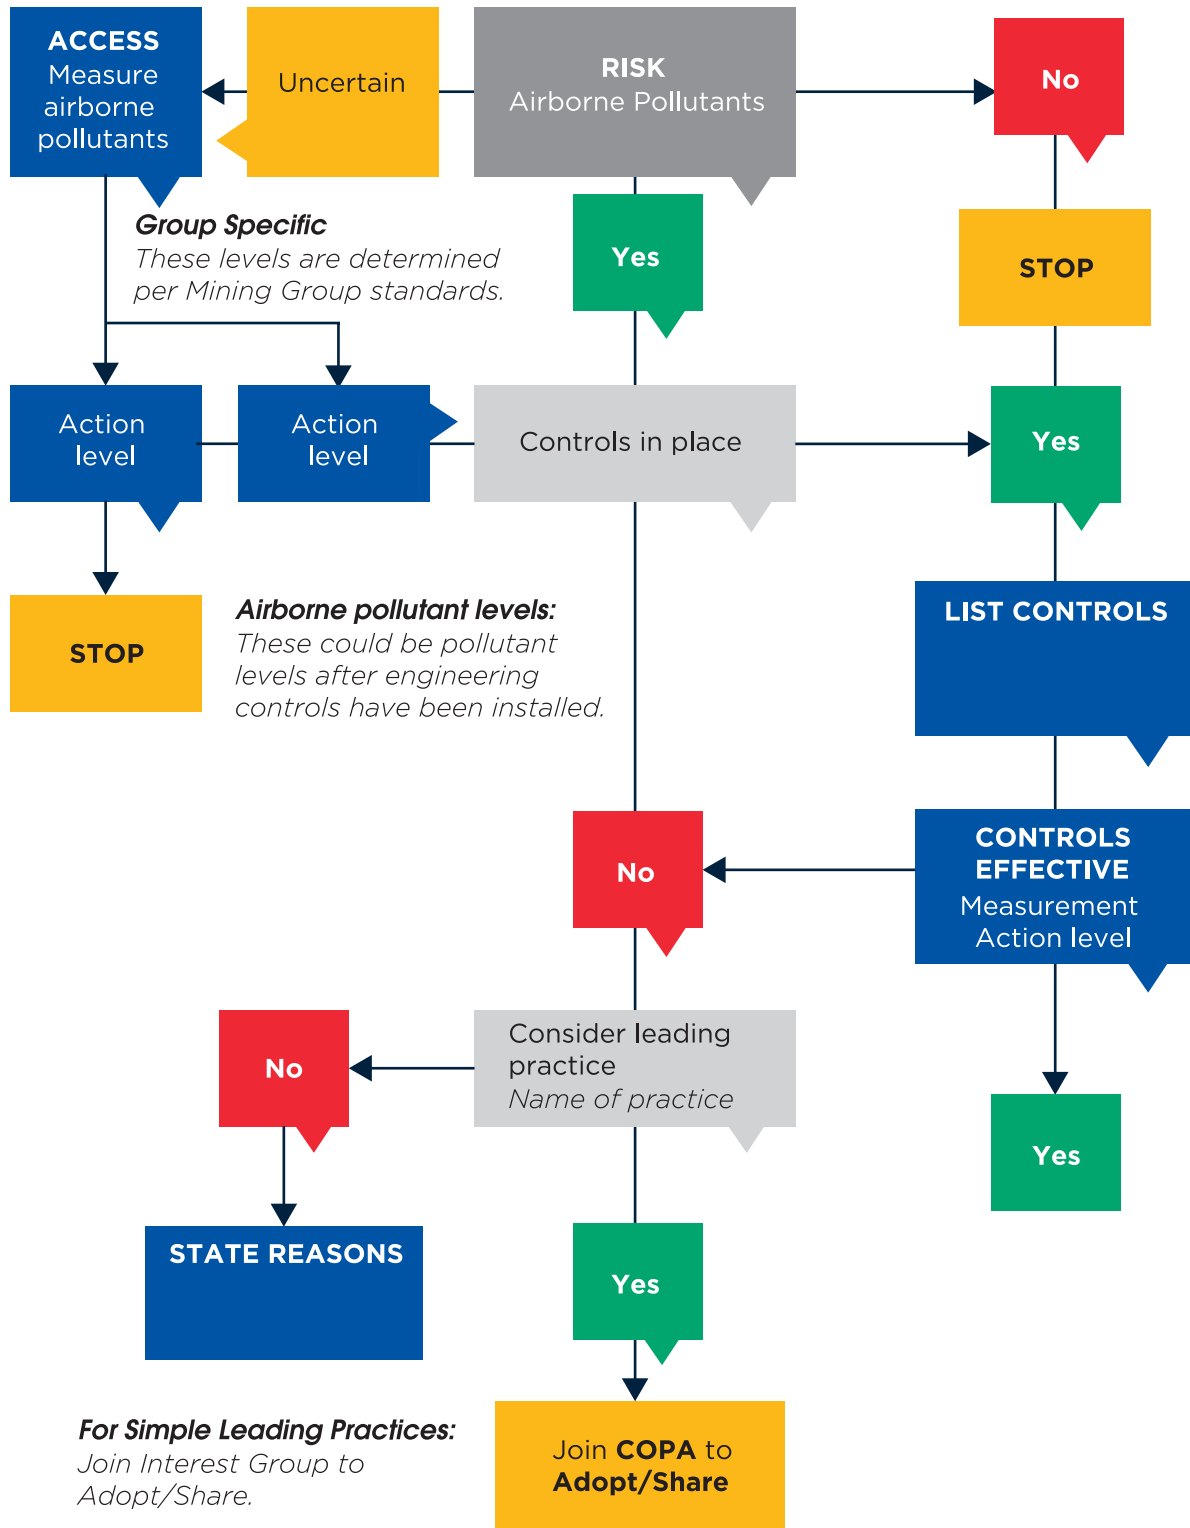 ACCESS
Measure
airborne
pollutants
Uncertain
RISK
Airborne Pollutants
No
Group Specific
These levels are determined
per Mining Group standards.
Yes
STOP
Action
level
Action
level
Controls in place
Yes
STOP
Airborne pollutant levels:
These could be pollutant
levels after engineering
controls have been installed.
LIST CONTROLS
No
CONTROLS
EFFECTIVE
Measurement
Action level
No
Consider leading
practice
Name of practice
Yes
STATE REASONS
Yes
For Simple Leading Practices:
Join Interest Group to
Adopt/Share.
Join COPA to
Adopt/Share